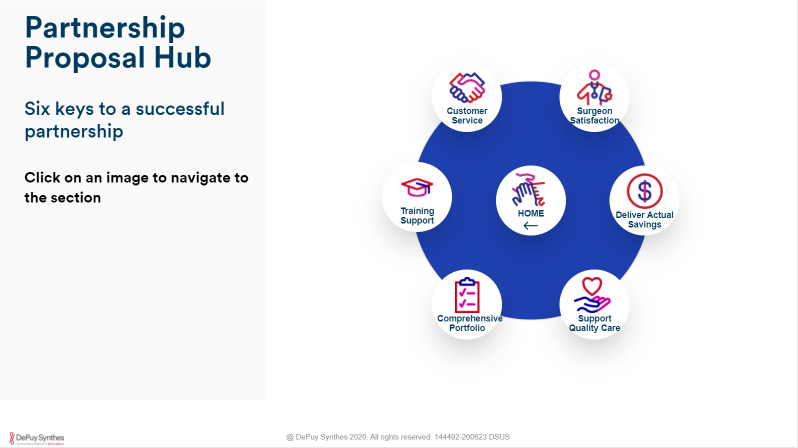 Partnership
Proposal Hub
Six keys to a successful
partnership
Click on an image to navigate to
the section
Customer
Service
Surgeon
Satisfaction
Training
Support
HOME
Deliver Actual
Savings
Comprehensive
Portfolio
Support
Quality Care
DePuy Synthes
@ DePuy Synthes 2020. All rights reserved. 144492-200623 DSUS